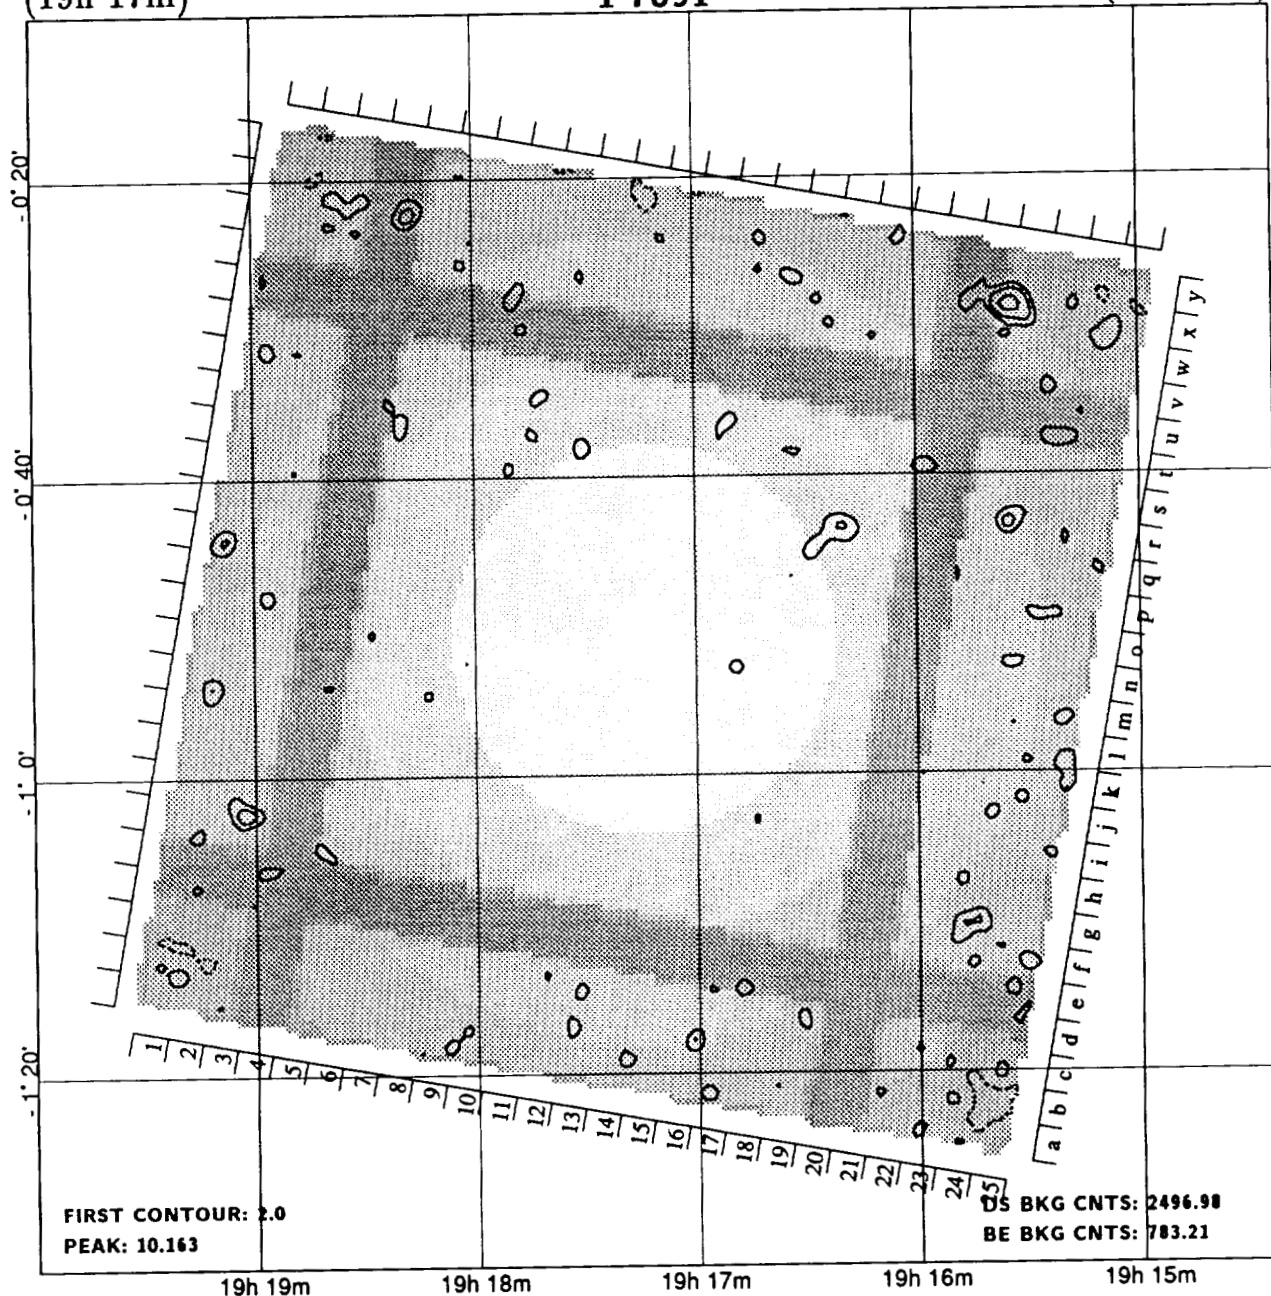 (19h 17m)
- 0° 20'
- 0° 40'
- 1° 0'
- 1° 20'
y
x
w
v
u
t
s
r
q
p
o
n
m
l
k
j
i
h
g
f
e
d
c
b
a
1 2 3 4 5 6 7 8 9 10 11 12 13 14 15 16 17 18 19 20 21 22 23 24 25
FIRST CONTOUR: 2.0
PEAK: 10.163
DS BKG CNTS: 2496.98
BE BKG CNTS: 783.21
19h 19m 19h 18m 19h 17m 19h 16m 19h 15m